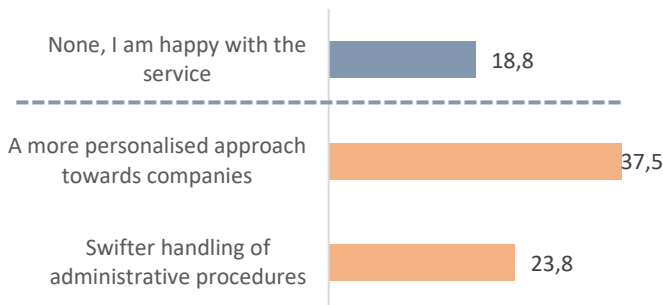 None, I am happy with the
service
18,8
A more personalised approach
towards companies
37,5
Swifter handling of
administrative procedures
23,8